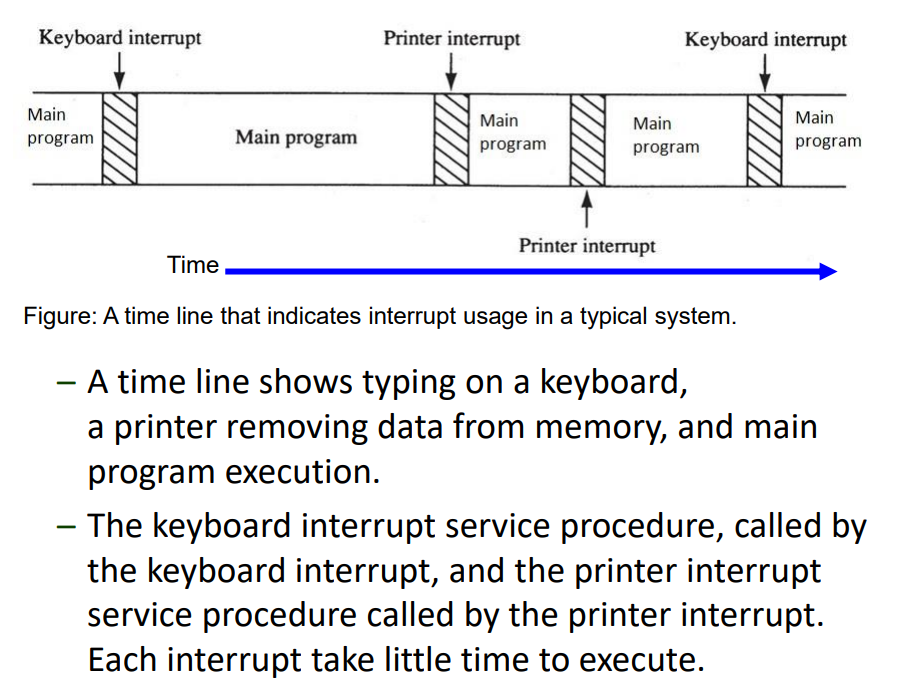 Keyboard interrupt
Printer interrupt
Keyboard interrupt
Main
program
Main program
Main
program
Main
program
Main
program
Printer interrupt
Time
Figure: A time line that indicates interrupt usage in a typical system.
– A time line shows typing on a keyboard,
a printer removing data from memory, and main
program execution.
– The keyboard interrupt service procedure, called by
the keyboard interrupt, and the printer interrupt
service procedure called by the printer interrupt.
Each interrupt take little time to execute.